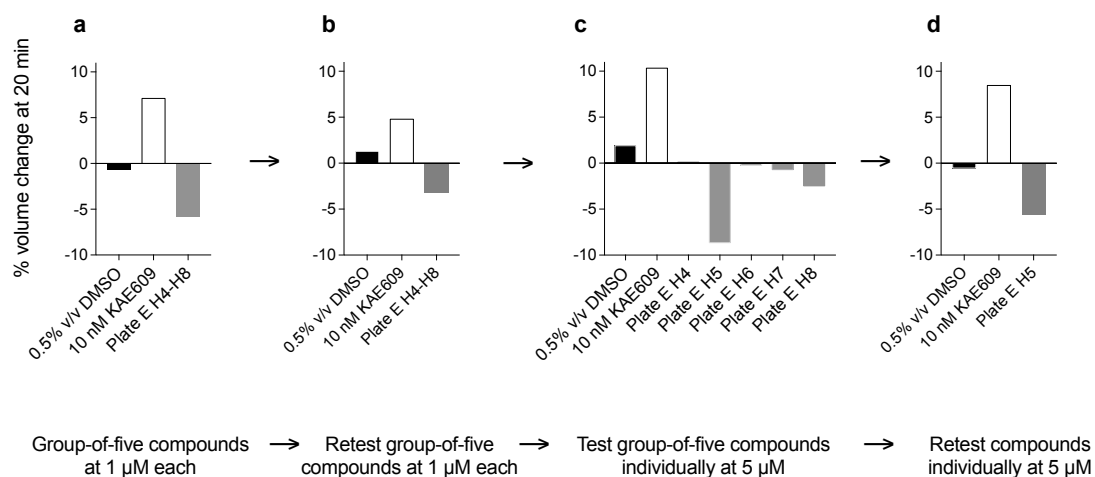 a
b
c
d
% volume change at 20 min
10
5
0
-5
-10
0.5% v/v DMSO
10 nM KAE609
Plate E H4-H8
10
5
0
-5
-10
0.5% v/v DMSO
10 nM KAE609
Plate E H4-H8
10
5
0
-5
-10
0.5% v/v DMSO
10 nM KAE609
Plate E H4
Plate E H5
Plate E H6
Plate E H7
Plate E H8
10
5
0
-5
-10
0.5% v/v DMSO
10 nM KAE609
Plate E H5
Group-of-five compounds
at 1 µM each
Retest group-of-five
compounds at 1 µM each
Test group-of-five compounds
individually at 5 µM
Retest compounds
individually at 5 µM